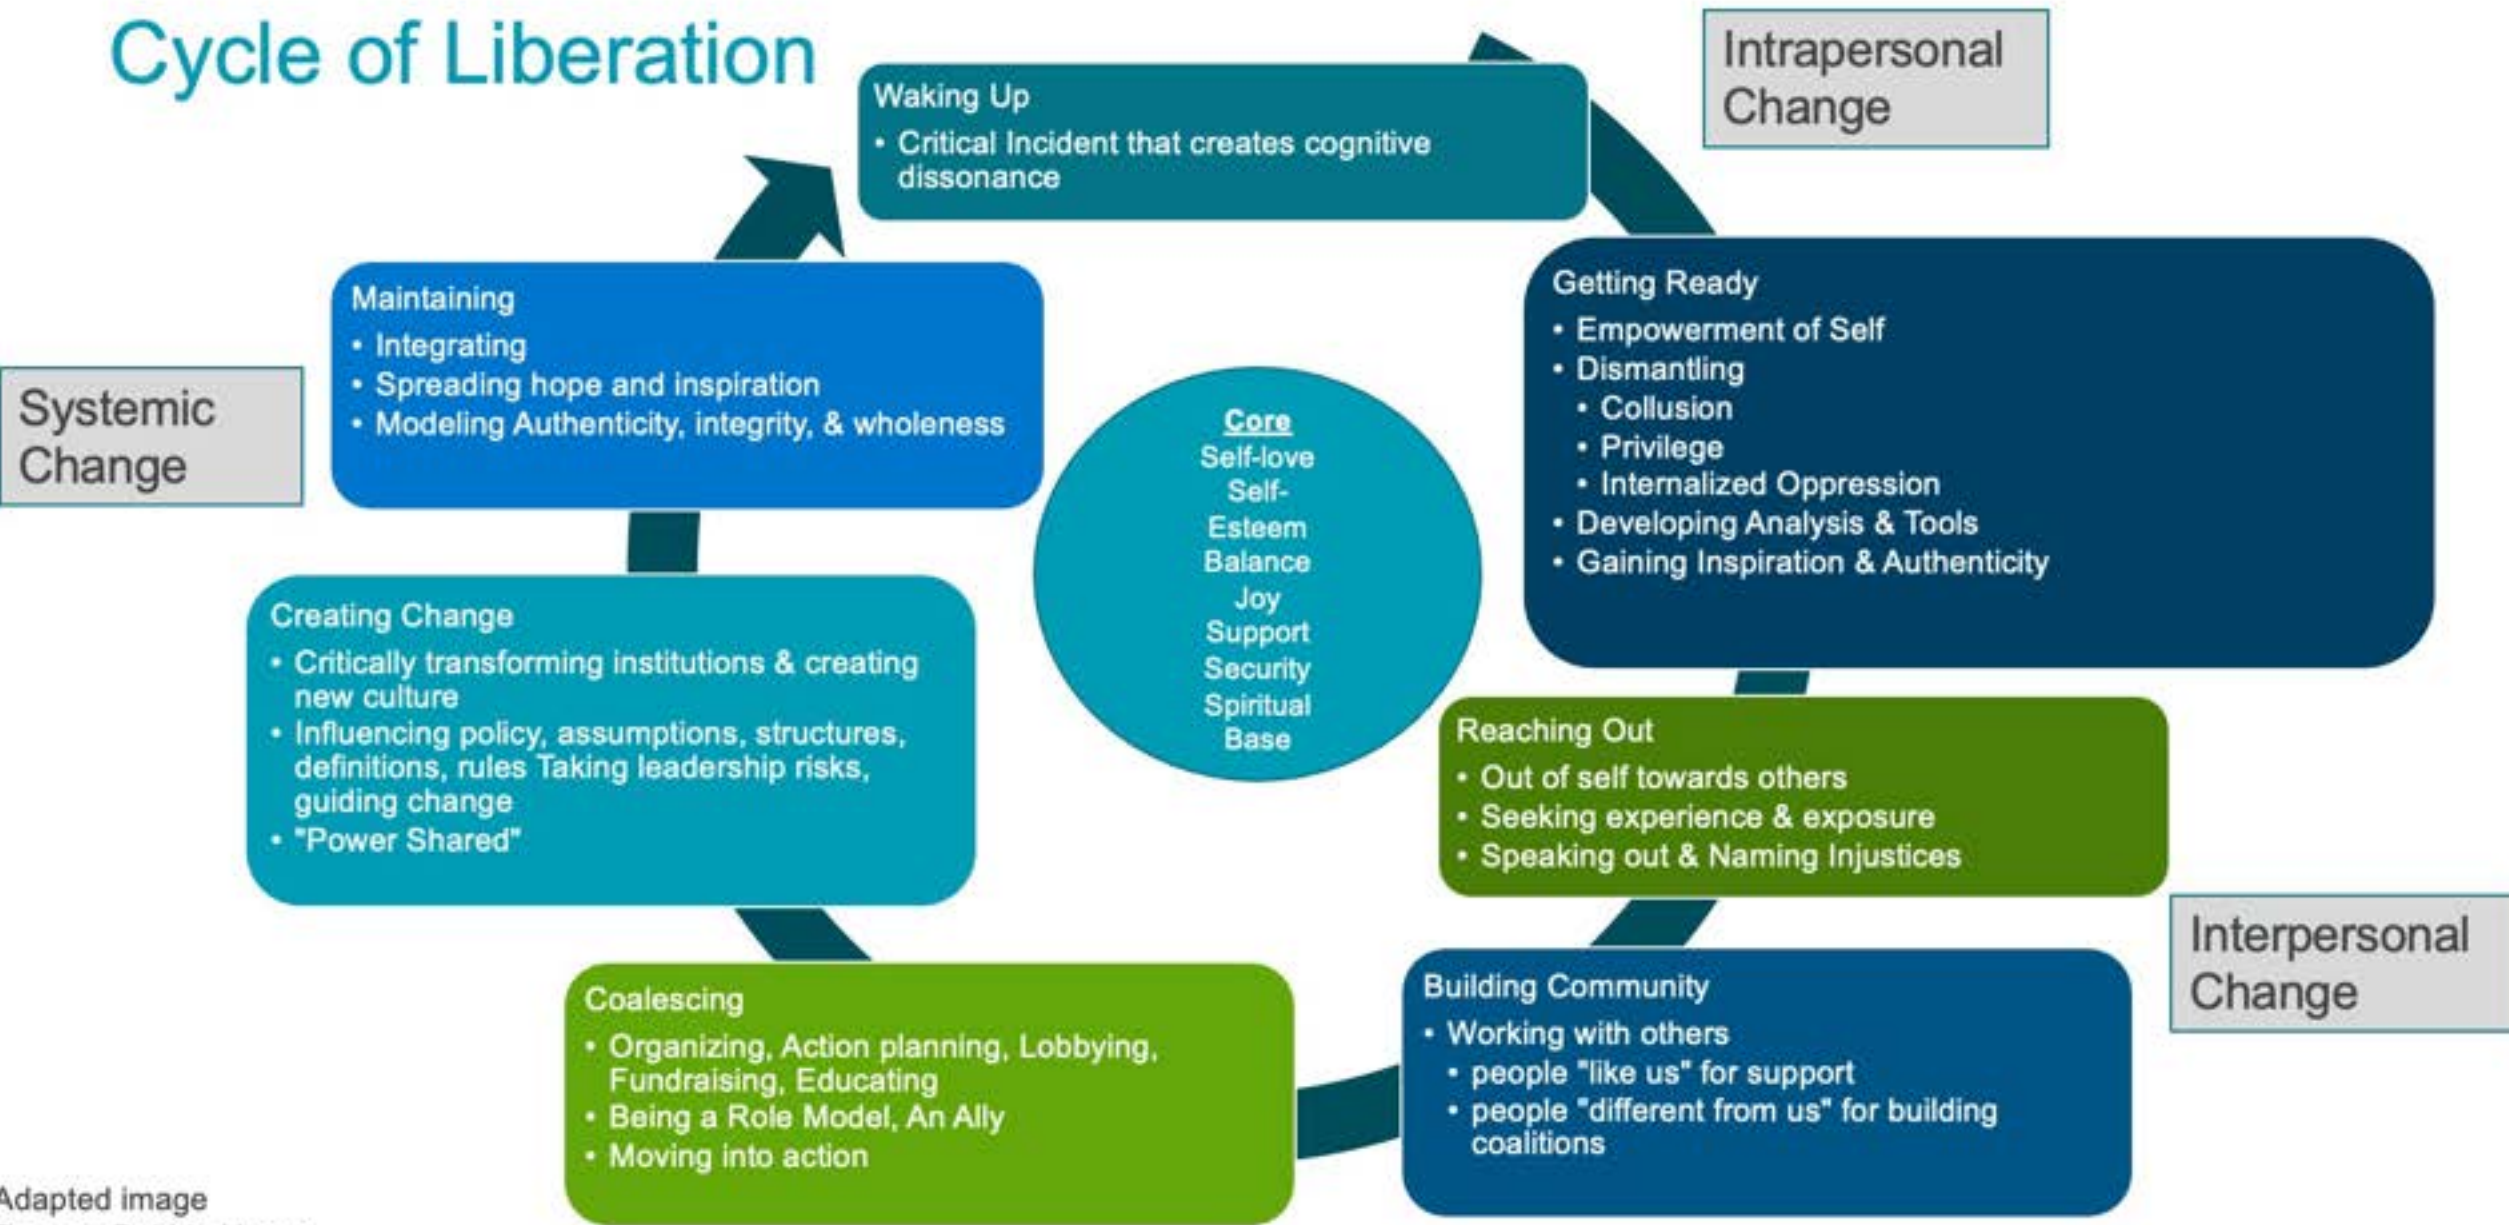 Cycle of Liberation
Intrapersonal
Change
Waking Up
• Critical Incident that creates cognitive
dissonance
Getting Ready
• Empowerment of Self
• Dismantling
• Collusion
• Privilege
• Internalized Oppression
• Developing Analysis & Tools
• Gaining Inspiration & Authenticity
Reaching Out
• Out of self towards others
• Seeking experience & exposure
• Speaking out & Naming Injustices
Interpersonal
Change
Building Community
• Working with others
• people "like us" for support
• people "different from us" for building
coalitions
Coalescing
• Organizing, Action planning, Lobbying,
Fundraising, Educating
• Being a Role Model, An Ally
• Moving into action
Creating Change
• Critically transforming institutions & creating
new culture
• Influencing policy, assumptions, structures,
definitions, rules Taking leadership risks,
guiding change
• "Power Shared"
Systemic
Change
Maintaining
• Integrating
• Spreading hope and inspiration
• Modeling Authenticity, integrity, & wholeness
Core
Self-love
Self-
Esteem
Balance
Joy
Support
Security
Spiritual
Base
Adapted image